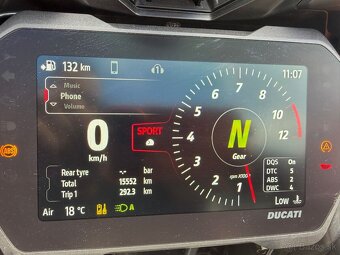 132 km
11:07
Music
Phone
Volume
0
km/h
SPORT
N
Gear
rpm x1000
1
2
3
4
5
6
7
8
10
12
Rear tyre -.- bar
Total 15552 km
Trip 1 292.3 km
DQS On
DTC 5
ABS 2
DWC 4
Air 18 °C
A
Low
DUCATI
ABS